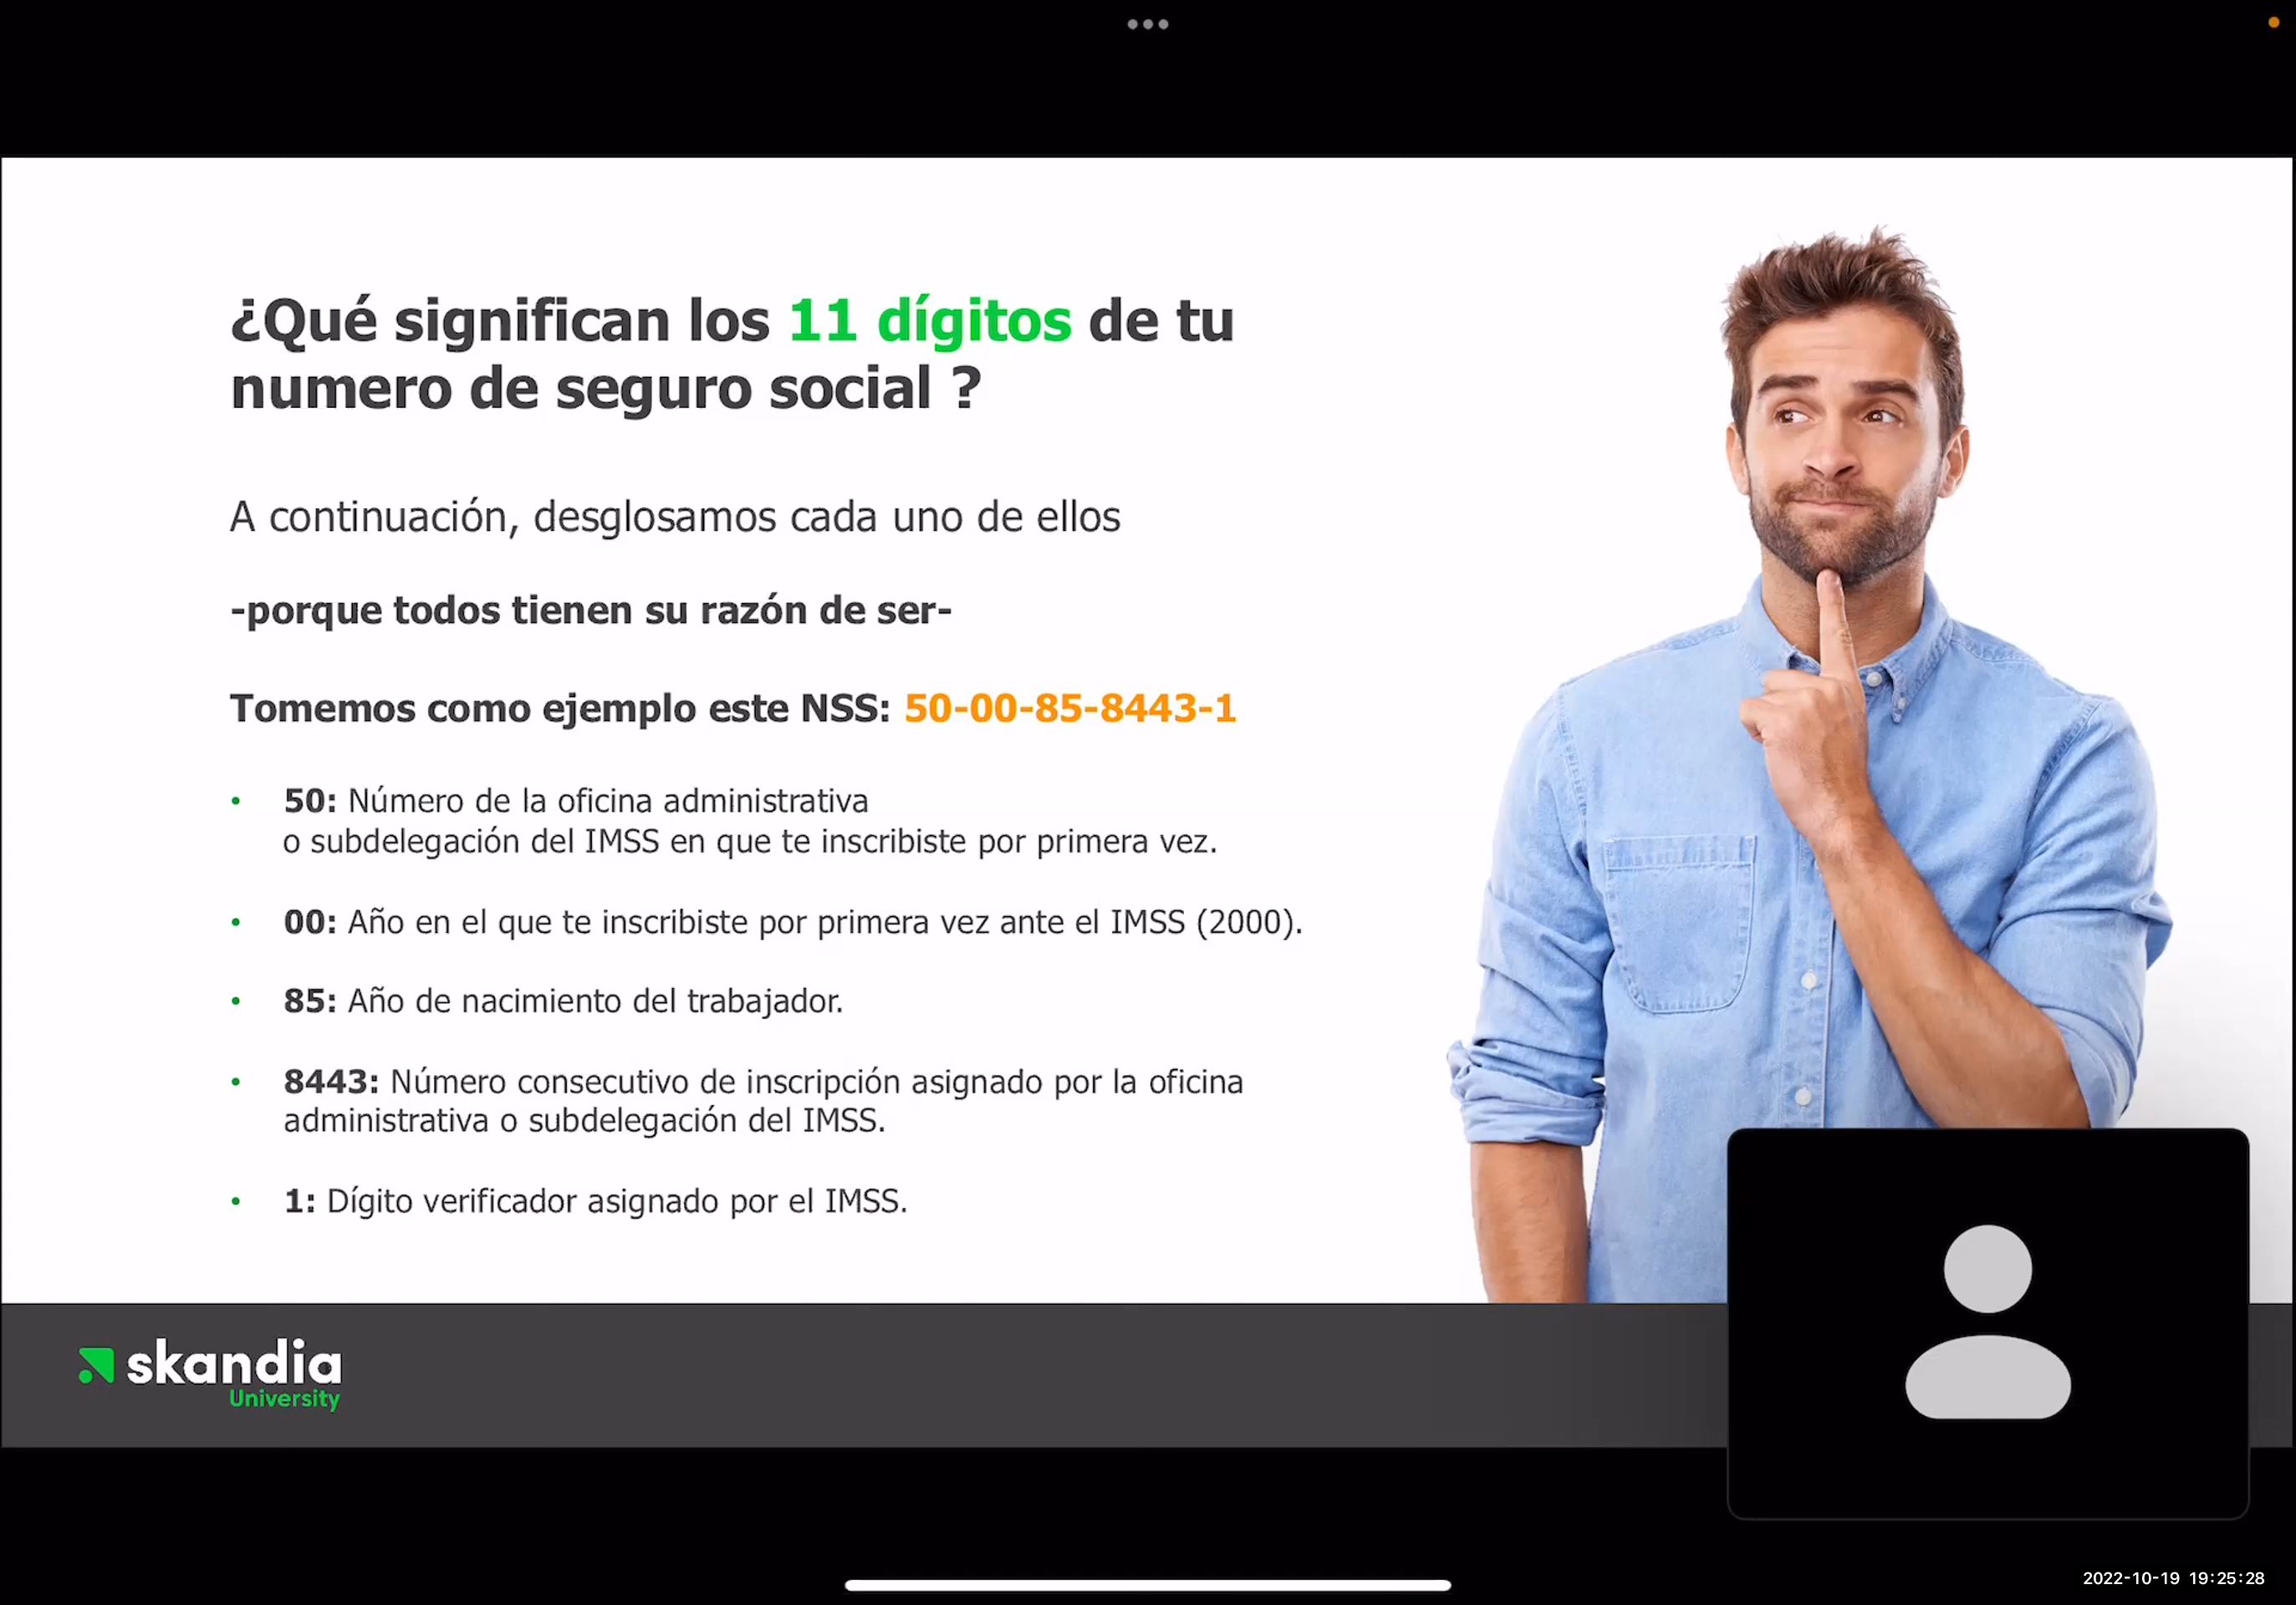 ¿Qué significan los 11 dígitos de tu
numero de seguro social ?
A continuación, desglosamos cada uno de ellos
-porque todos tienen su razón de ser-
Tomemos como ejemplo este NSS: 50-00-85-8443-1
• 50: Número de la oficina administrativa
o subdelegación del IMSS en que te inscribiste por primera vez.
• 00: Año en el que te inscribiste por primera vez ante el IMSS (2000).
• 85: Año de nacimiento del trabajador.
• 8443: Número consecutivo de inscripción asignado por la oficina
administrativa o subdelegación del IMSS.
• 1: Dígito verificador asignado por el IMSS.
skandia
University
2022-10-19 19:25:28